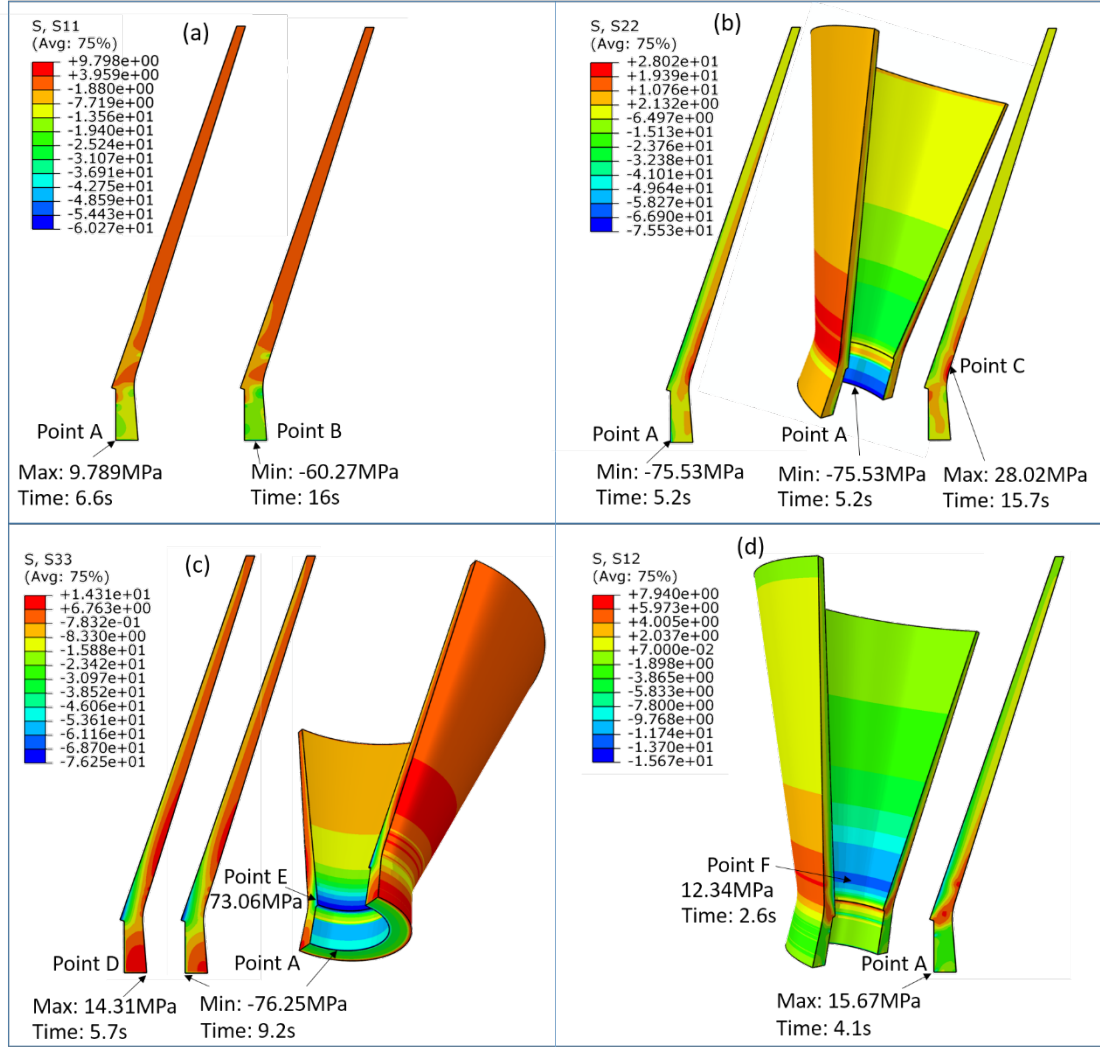 S, S11
(Avg: 75%)
+9.798e+00
+3.959e+00
-1.880e+00
-7.719e+00
-1.356e+01
-1.940e+01
-2.524e+01
-3.107e+01
-3.691e+01
-4.275e+01
-4.859e+01
-5.443e+01
-6.027e+01
(a)
Point A
Max: 9.789MPa
Time: 6.6s
Point B
Min: -60.27MPa
Time: 16s
S, S22
(Avg: 75%)
+2.802e+01
+1.939e+01
+1.076e+01
+2.132e+00
-6.497e+00
-1.513e+01
-2.376e+01
-3.238e+01
-4.101e+01
-4.964e+01
-5.827e+01
-6.690e+01
-7.553e+01
(b)
Point A
Min: -75.53MPa
Time: 5.2s
Point A
Min: -75.53MPa
Time: 5.2s
Point C
Max: 28.02MPa
Time: 15.7s
S, S33
(Avg: 75%)
+1.431e+01
+6.763e+00
-7.832e-01
-8.330e+00
-1.588e+01
-2.342e+01
-3.097e+01
-3.852e+01
-4.606e+01
-5.361e+01
-6.116e+01
-6.870e+01
-7.625e+01
(c)
Point E
73.06MPa
Point D
Max: 14.31MPa
Time: 5.7s
Point A
Min: -76.25MPa
Time: 9.2s
S, S12
(Avg: 75%)
+7.940e+00
+5.973e+00
+4.005e+00
+2.037e+00
+7.000e-02
-1.898e+00
-3.865e+00
-5.833e+00
-7.800e+00
-9.768e+00
-1.174e+01
-1.370e+01
-1.567e+01
(d)
Point F
12.34MPa
Time: 2.6s
Point A
Max: 15.67MPa
Time: 4.1s